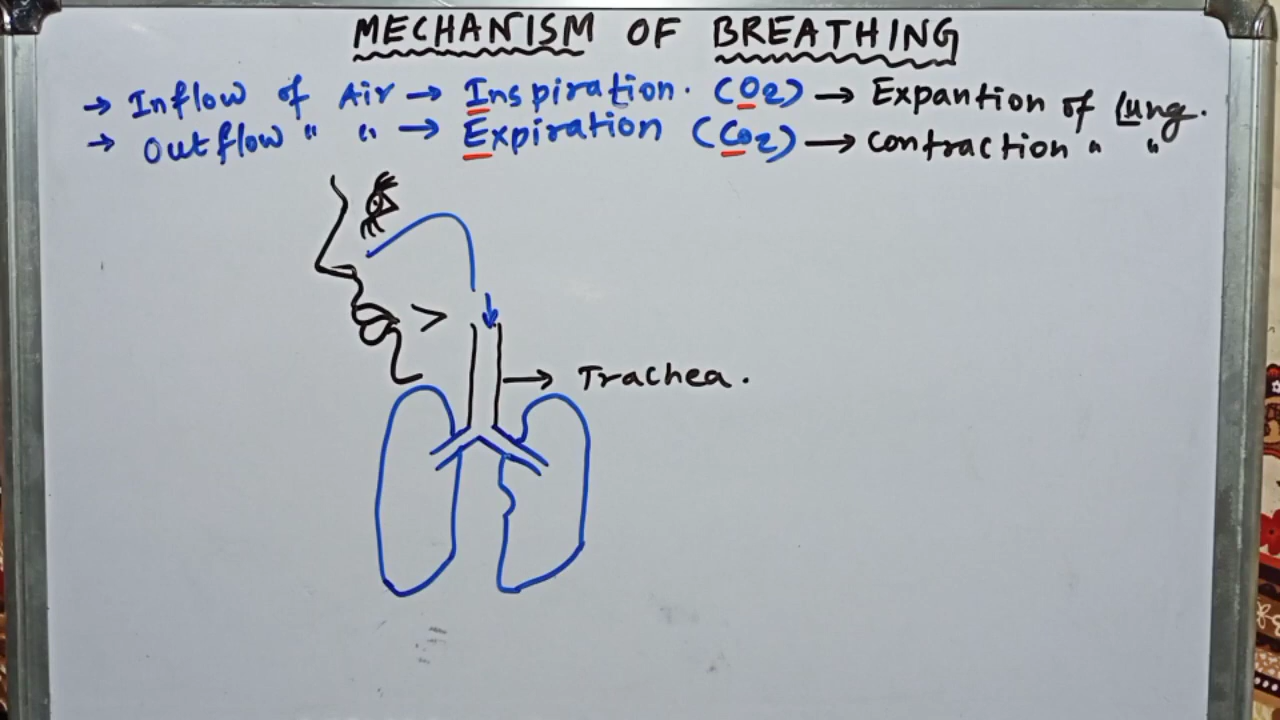 MECHANISM OF BREATHING
→ Inflow of Air → Inspiration. (O2) → Expantion of Lung.
→ Outflow " " → Expiration (Co2) → Contraction " "
→ Trachea.